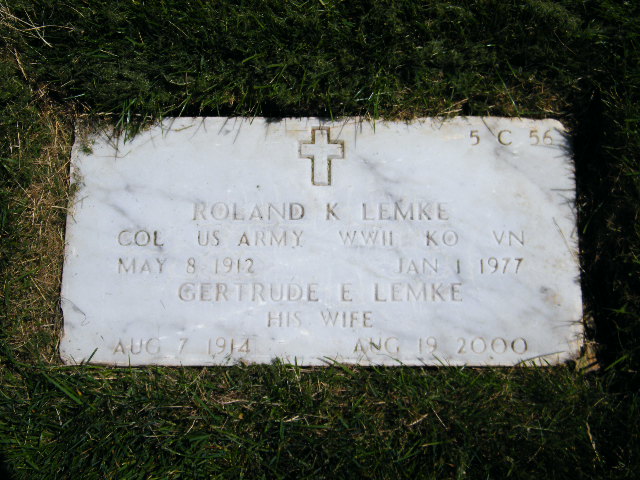 5 C 56
ROLAND K LEMKE
COL US ARMY WWII KO VN
MAY 8 1912 JAN 1 1977
GERTRUDE E LEMKE
HIS WIFE
AUG 7 1914 AUG 19 2000